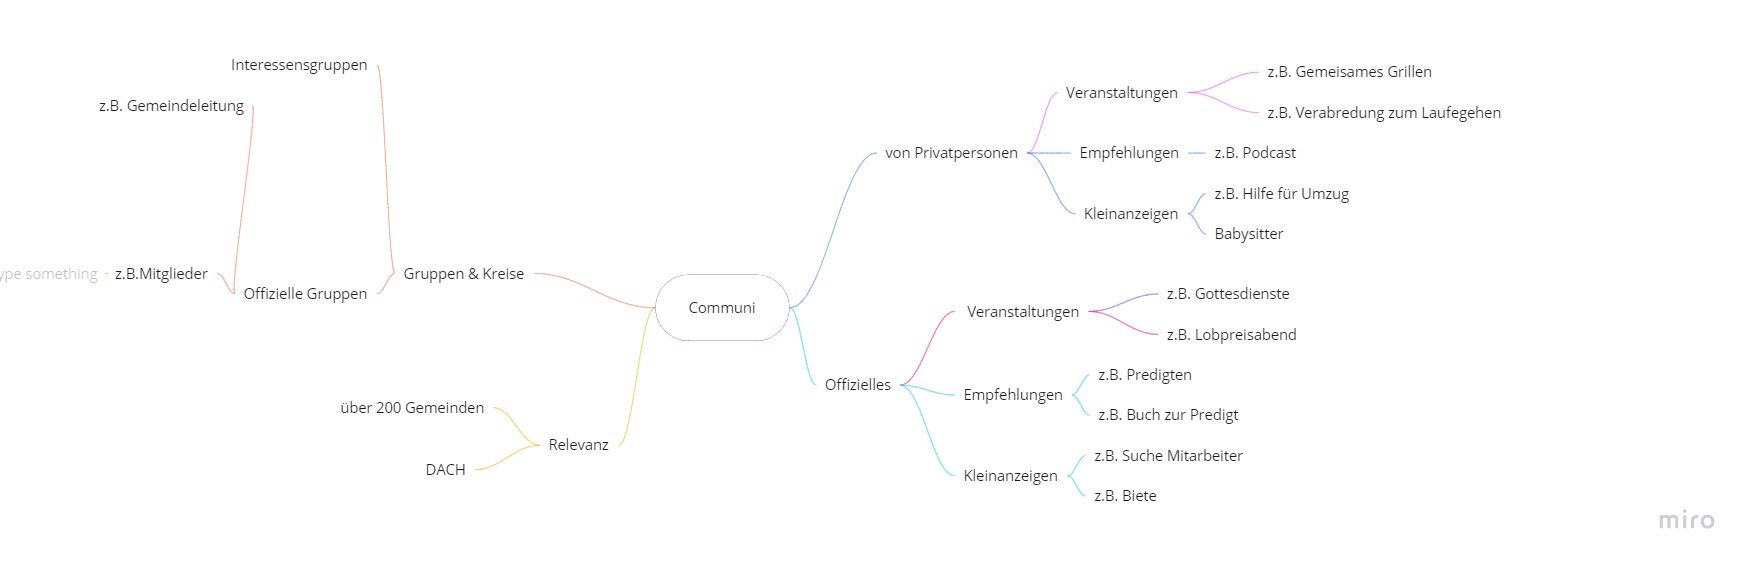 Interessensgruppen
z.B. Gemeindeleitung
ype something
z.B.Mitglieder
Offizielle Gruppen
Gruppen & Kreise
über 200 Gemeinden
DACH
Relevanz
Communi
von Privatpersonen
Veranstaltungen
z.B. Gemeisames Grillen
z.B. Verabredung zum Laufegehen
Empfehlungen
z.B. Podcast
Kleinanzeigen
z.B. Hilfe für Umzug
Babysitter
Offizielles
Veranstaltungen
z.B. Gottesdienste
z.B. Lobpreisabend
Empfehlungen
z.B. Predigten
z.B. Buch zur Predigt
Kleinanzeigen
z.B. Suche Mitarbeiter
z.B. Biete
miro